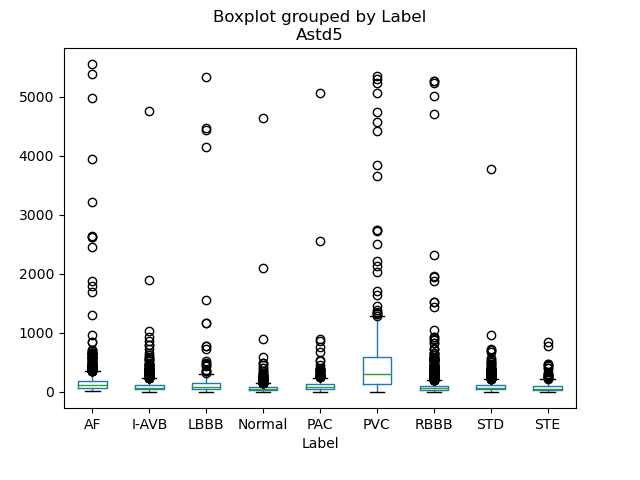 Boxplot grouped by Label
Astd5
5000
4000
3000
2000
1000
0
AF I-AVB LBBB Normal PAC PVC RBBB STD STE
Label